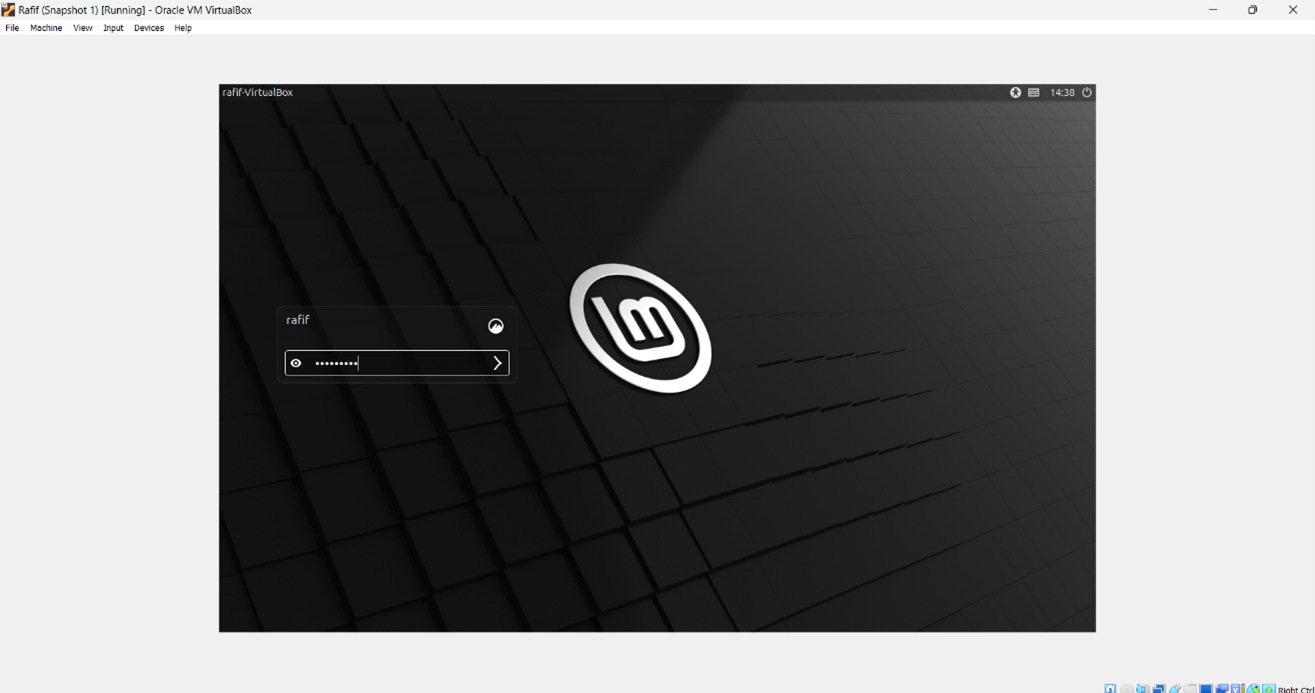 Rafif (Snapshot 1) [Running] - Oracle VM VirtualBox
File Machine View Input Devices Help
rafif-VirtualBox 14:38
rafif
Right Ctrl